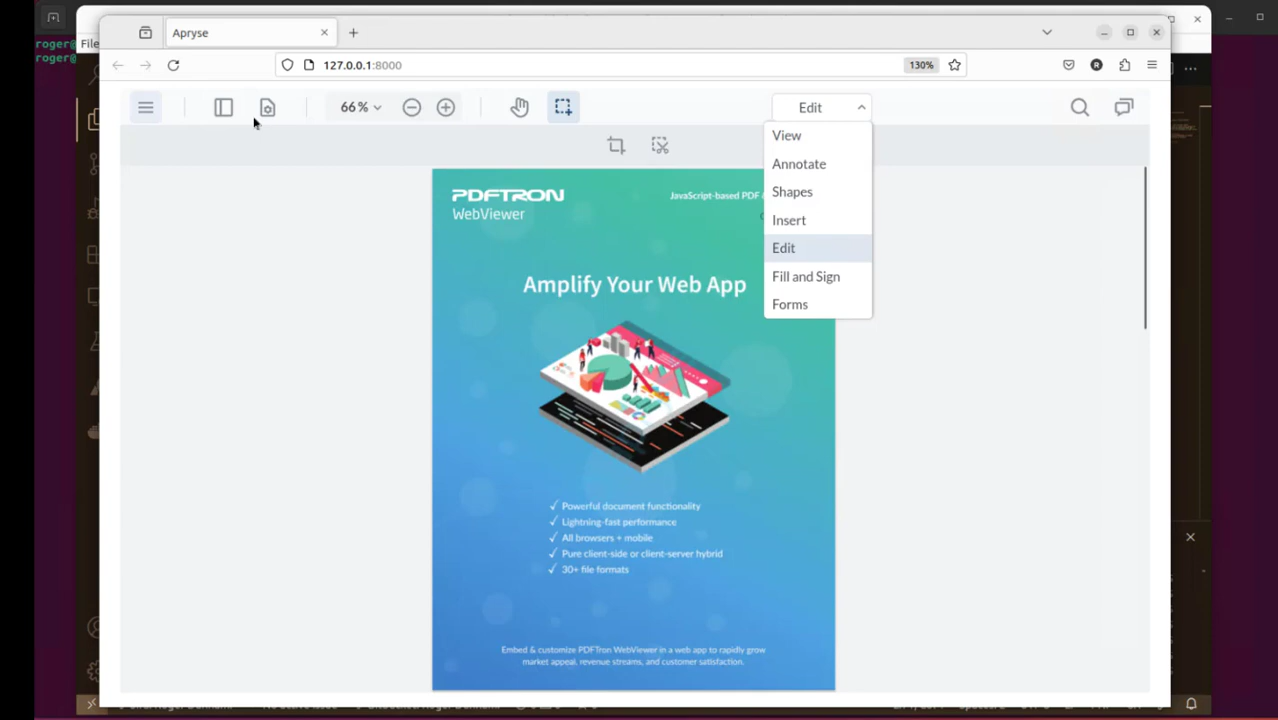 roger@
roger@
File
Apryse
127.0.0.1:8000
130%
R
66%
Edit
View
Annotate
Shapes
Insert
Edit
Fill and Sign
Forms
PDFTRON
WebViewer
JavaScript-based PDF
Amplify Your Web App
Powerful document functionality
Lightning-fast performance
All browsers + mobile
Pure client-side or client-server hybrid
30+ file formats
Embed & customize PDFTron WebViewer in a web app to rapidly grow
market appeal, revenue streams, and customer satisfaction.